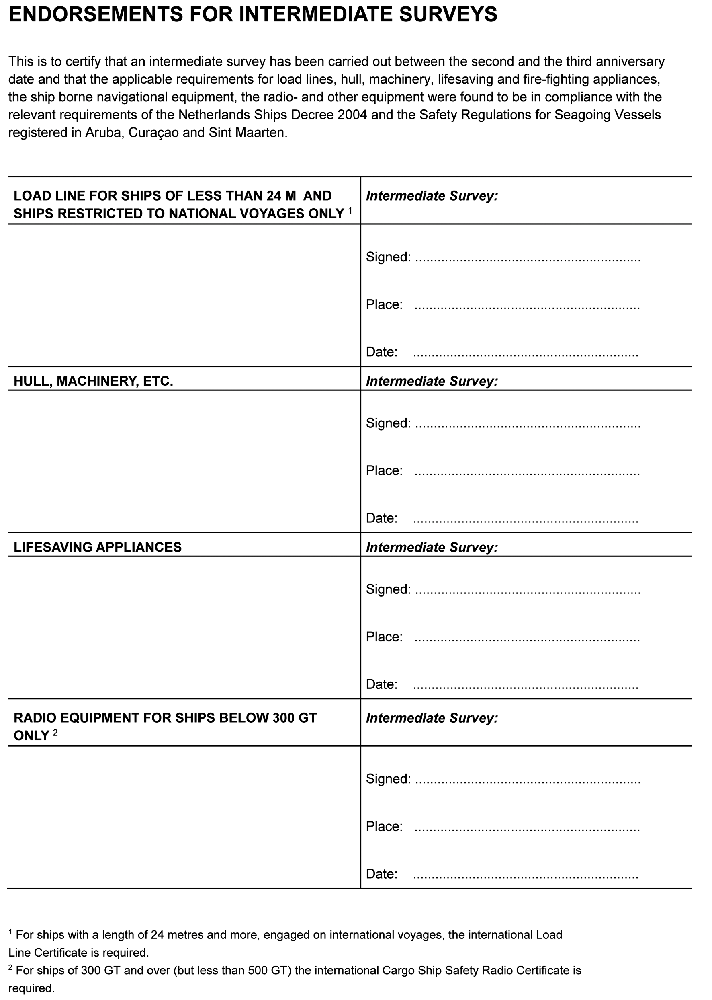 ENDORSEMENTS FOR INTERMEDIATE SURVEYS
This is to certify that an intermediate survey has been carried out between the second and the third anniversary
date and that the applicable requirements for load lines, hull, machinery, lifesaving and fire-fighting appliances,
the ship borne navigational equipment, the radio- and other equipment were found to be in compliance with the
relevant requirements of the Netherlands Ships Decree 2004 and the Safety Regulations for Seagoing Vessels
registered in Aruba, Curaçao and Sint Maarten.
LOAD LINE FOR SHIPS OF LESS THAN 24 M AND
SHIPS RESTRICTED TO NATIONAL VOYAGES ONLY ¹
Intermediate Survey:
Signed: .............................................................
Place: .............................................................
Date: .............................................................
HULL, MACHINERY, ETC.
Intermediate Survey:
Signed: .............................................................
Place: .............................................................
Date: .............................................................
LIFESAVING APPLIANCES
Intermediate Survey:
Signed: .............................................................
Place: .............................................................
Date: .............................................................
RADIO EQUIPMENT FOR SHIPS BELOW 300 GT
ONLY ²
Intermediate Survey:
Signed: .............................................................
Place: .............................................................
Date: .............................................................
¹ For ships with a length of 24 metres and more, engaged on international voyages, the international Load
Line Certificate is required.
² For ships of 300 GT and over (but less than 500 GT) the international Cargo Ship Safety Radio Certificate is
required.